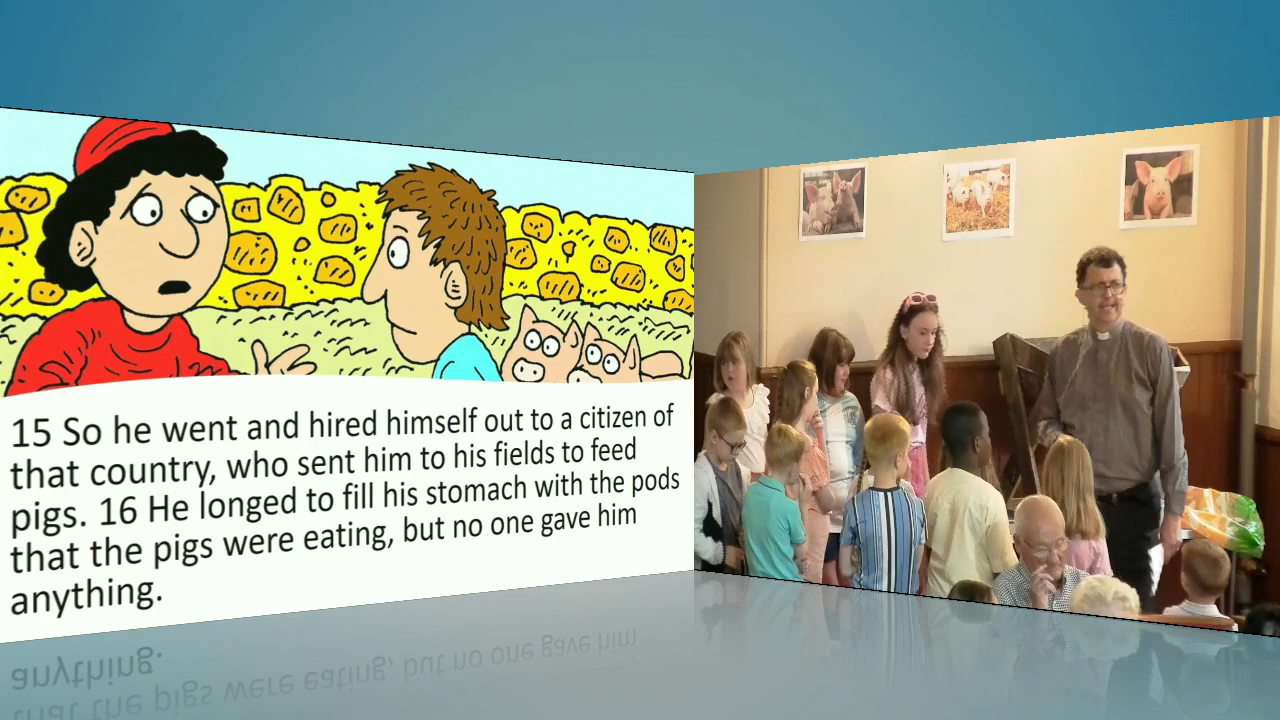 15 So he went and hired himself out to a citizen of
that country, who sent him to his fields to feed
pigs. 16 He longed to fill his stomach with the pods
that the pigs were eating, but no one gave him
anything.